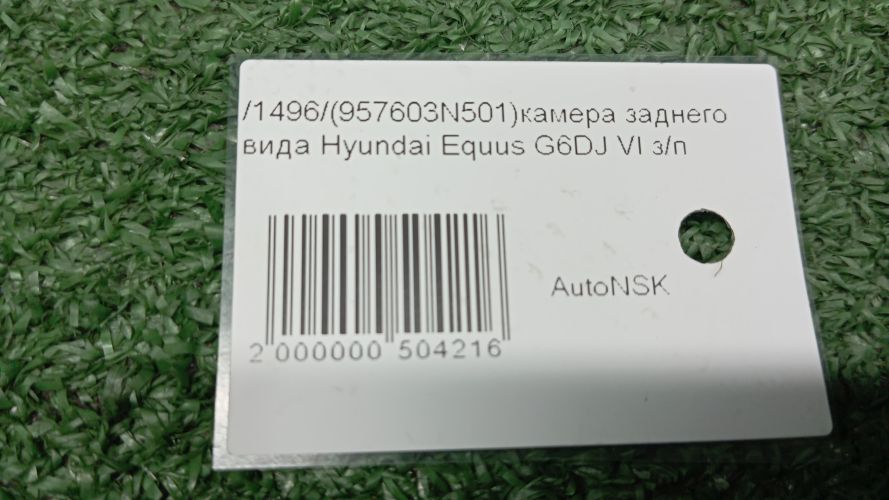 /1496/(957603N501)камера заднего
вида Hyundai Equus G6DJ VI з/п
AutoNSK
2 000000 504216